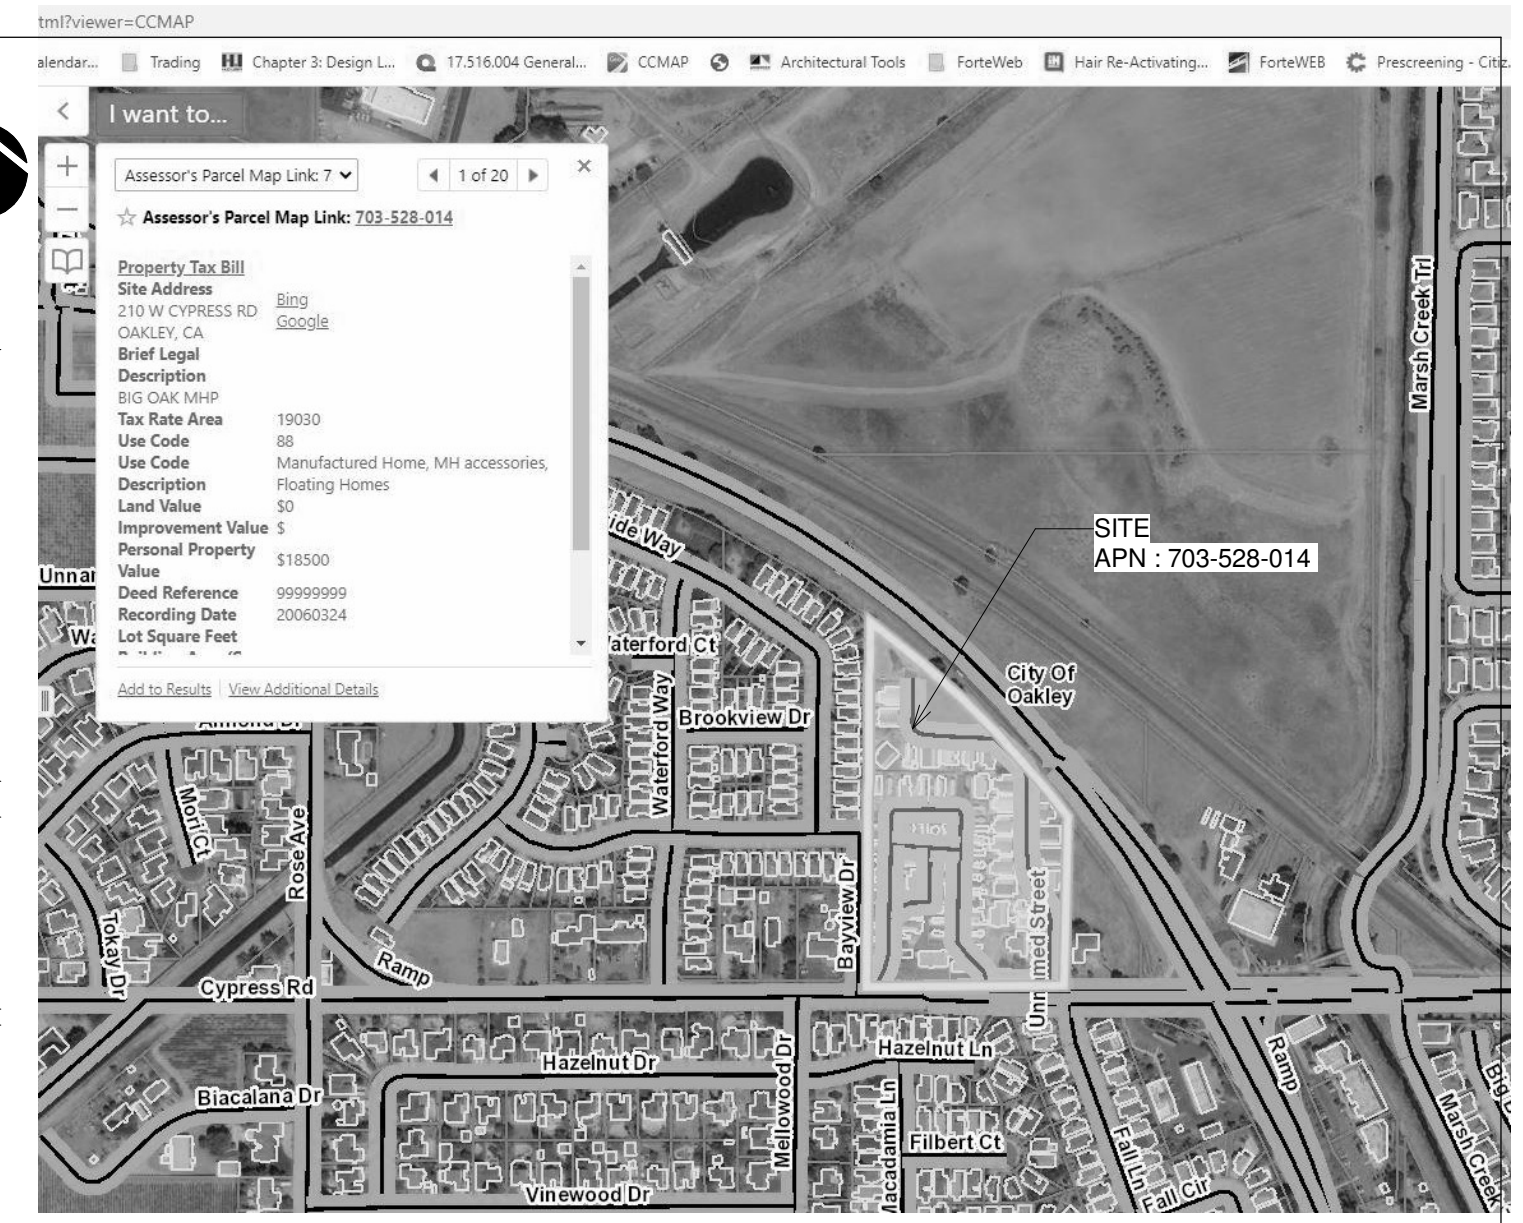 tml?viewer=CCMAP
alendar... Trading Chapter 3: Design L... 17.516.004 General... CCMAP Architectural Tools ForteWeb Hair Re-Activating... ForteWEB Prescreening - Citiz.
I want to...
Assessor's Parcel Map Link: 7
1 of 20
Assessor's Parcel Map Link: 703-528-014
Property Tax Bill
Site Address
210 W CYPRESS RD
OAKLEY, CA
Bing
Google
Brief Legal
Description
BIG OAK MHP
Tax Rate Area 19030
Use Code 88
Use Code Manufactured Home, MH accessories,
Description Floating Homes
Land Value $0
Improvement Value $
Personal Property
Value $18500
Deed Reference 99999999
Recording Date 20060324
Lot Square Feet
Add to Results View Additional Details
Marsh Creek Trl
SITE
APN : 703-528-014
ide Way
Unnar
Wa
aterford Ct
City Of
Oakley
Brookview Dr
Waterford Way
Almond Dr
Mori Ct
Rose Ave
Tokay Dr
Bayview Dr
Ramp
Cypress Rd
Hazelnut Dr
Mellowood Dr
Hazelnut Ln
Ramp
Biacalana Dr
Macadamia Ln
Filbert Ct
Fall Ln
Fall Cir
Marsh Creek
Vinewood Dr